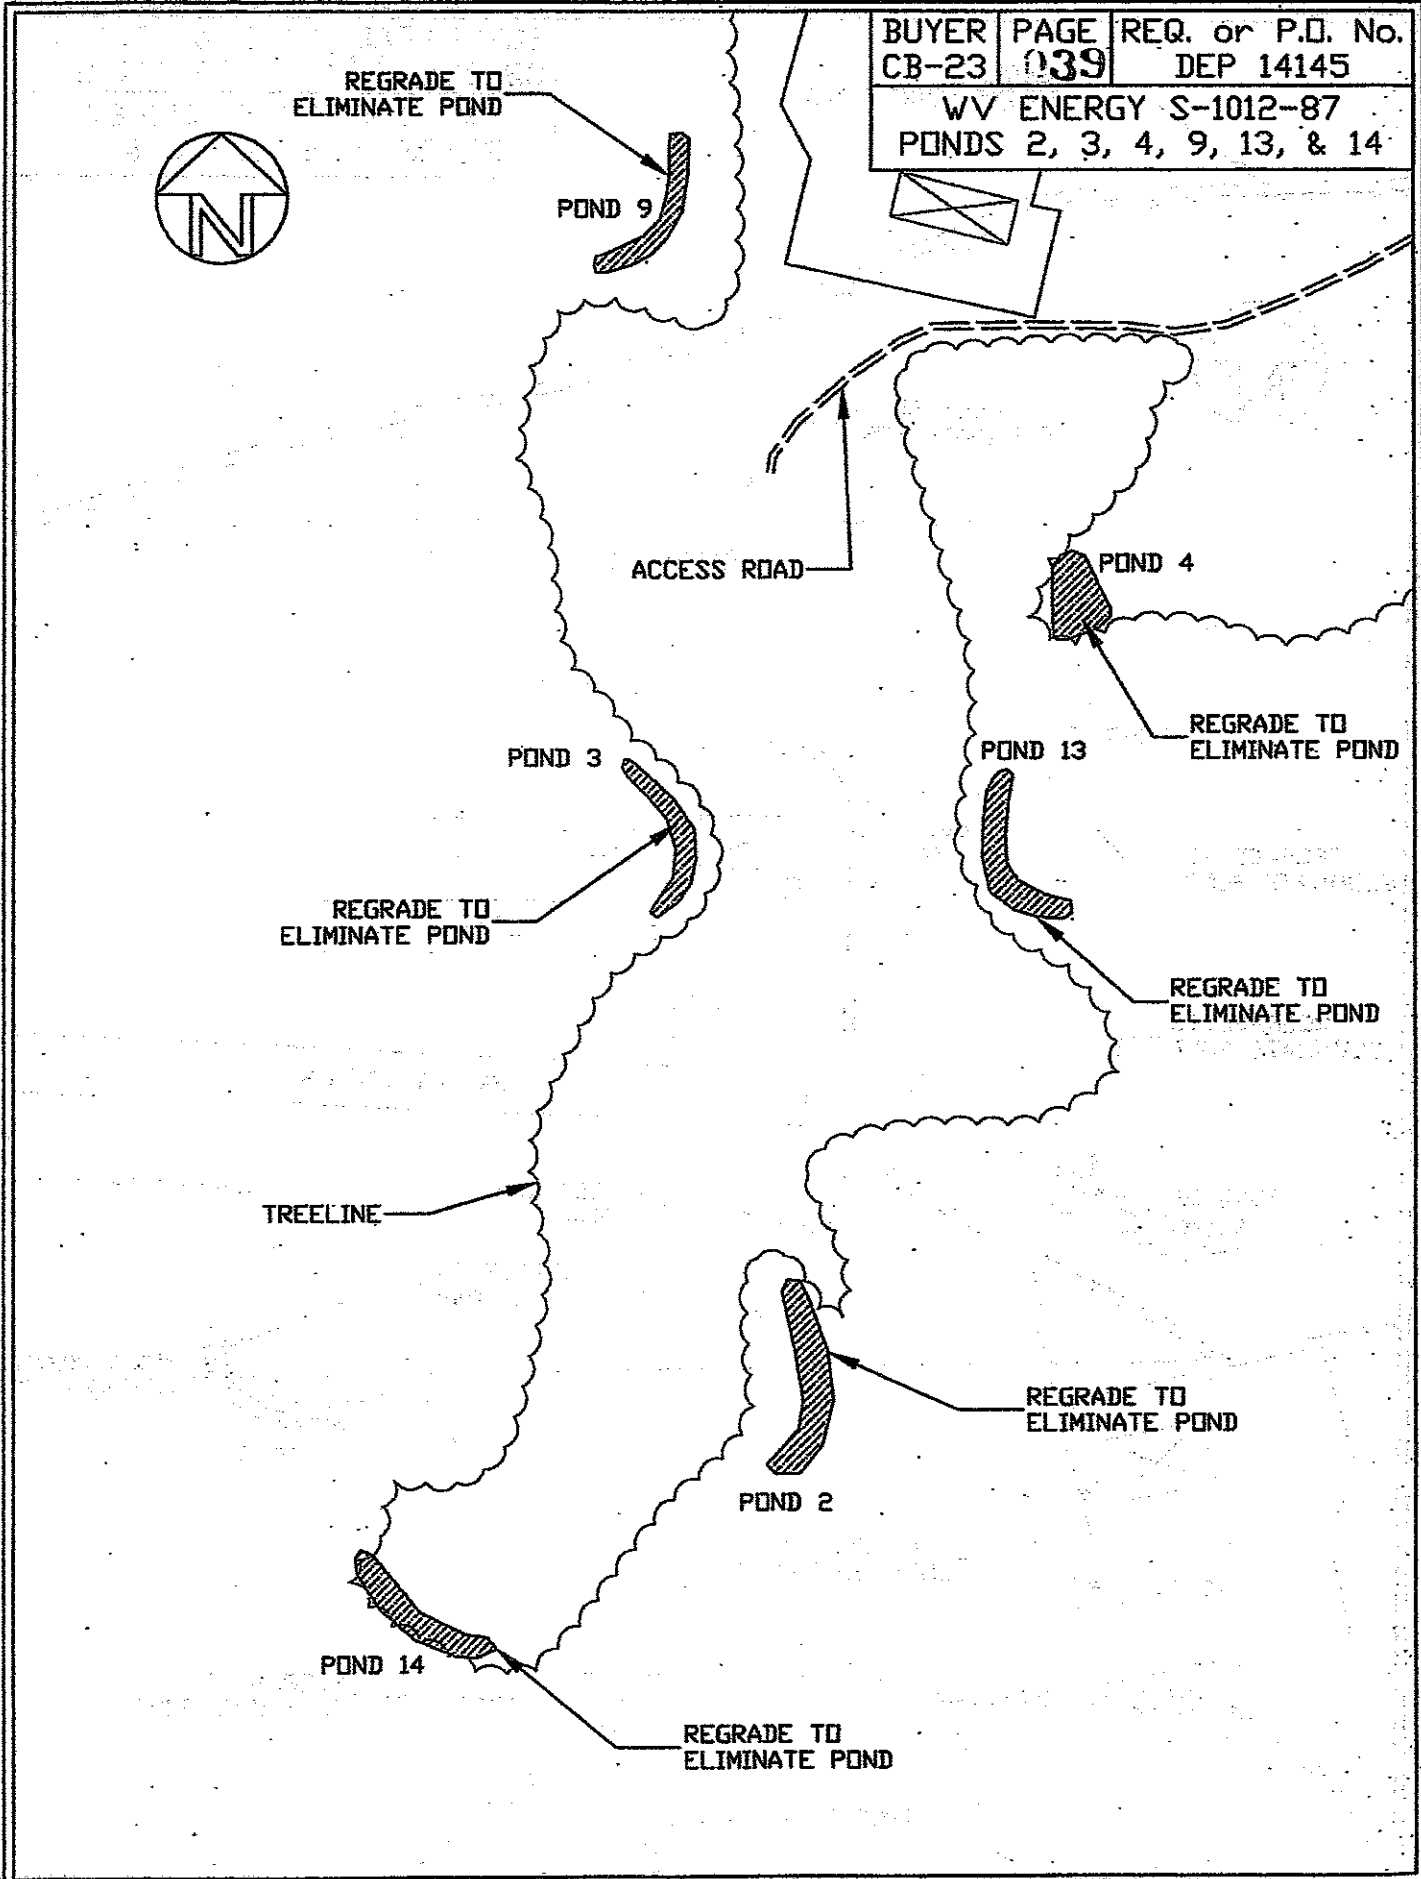 BUYER
CB-23
PAGE
039
REQ. or P.O. No.
DEP 14145
WV ENERGY S-1012-87
PONDS 2, 3, 4, 9, 13, & 14
REGRADE TO
ELIMINATE POND
N
POND 9
ACCESS ROAD
POND 4
REGRADE TO
ELIMINATE POND
POND 3
POND 13
REGRADE TO
ELIMINATE POND
REGRADE TO
ELIMINATE POND
TREELINE
REGRADE TO
ELIMINATE POND
POND 2
POND 14
REGRADE TO
ELIMINATE POND